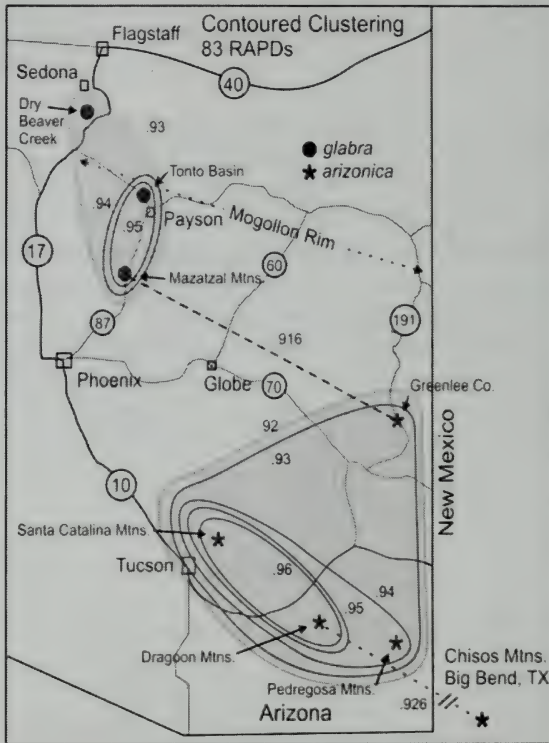 Contoured Clustering
83 RAPDs
Flagstaff
Sedona
40
Dry
Beaver
Creek
.93
glabra
arizonica
Tonto Basin
.94
.95
Payson
Mogollon Rim
17
60
Mazatzal Mtns.
87
191
916
Phoenix
Globe
70
Greenlee Co.
92
.93
New Mexico
10
Santa Catalina Mtns.
.96
Tucson
.94
.95
Dragoon Mtns.
Pedregosa Mtns.
Chisos Mtns.
Big Bend, TX
.926
Arizona